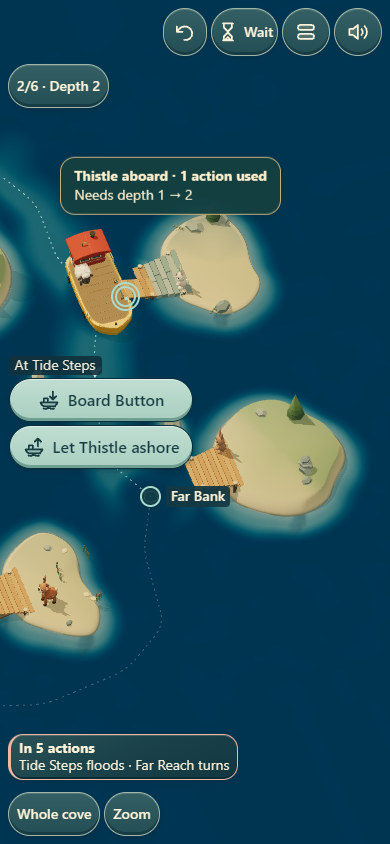 Wait
2/6 · Depth 2
Thistle aboard · 1 action used
Needs depth 1 → 2
At Tide Steps
Board Button
Let Thistle ashore
Far Bank
In 5 actions
Tide Steps floods · Far Reach turns
Whole cove
Zoom